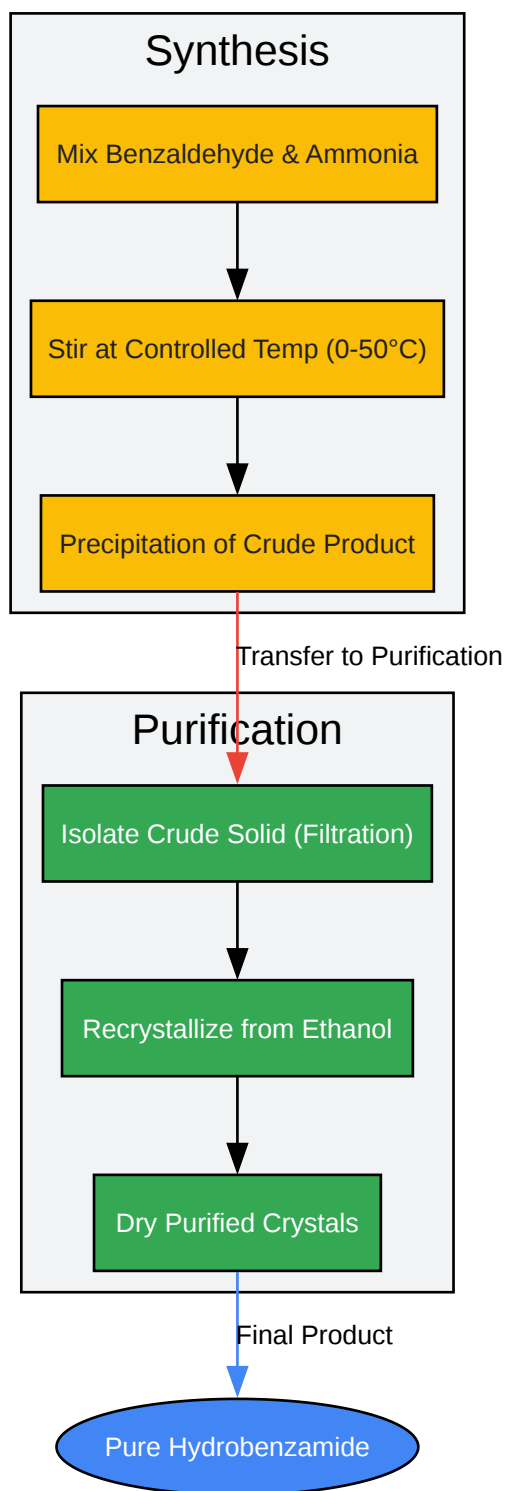 Synthesis
Mix Benzaldehyde & Ammonia
Stir at Controlled Temp (0-50°C)
Precipitation of Crude Product
Transfer to Purification
Purification
Isolate Crude Solid (Filtration)
Recrystallize from Ethanol
Dry Purified Crystals
Final Product
Pure Hydrobenzamide